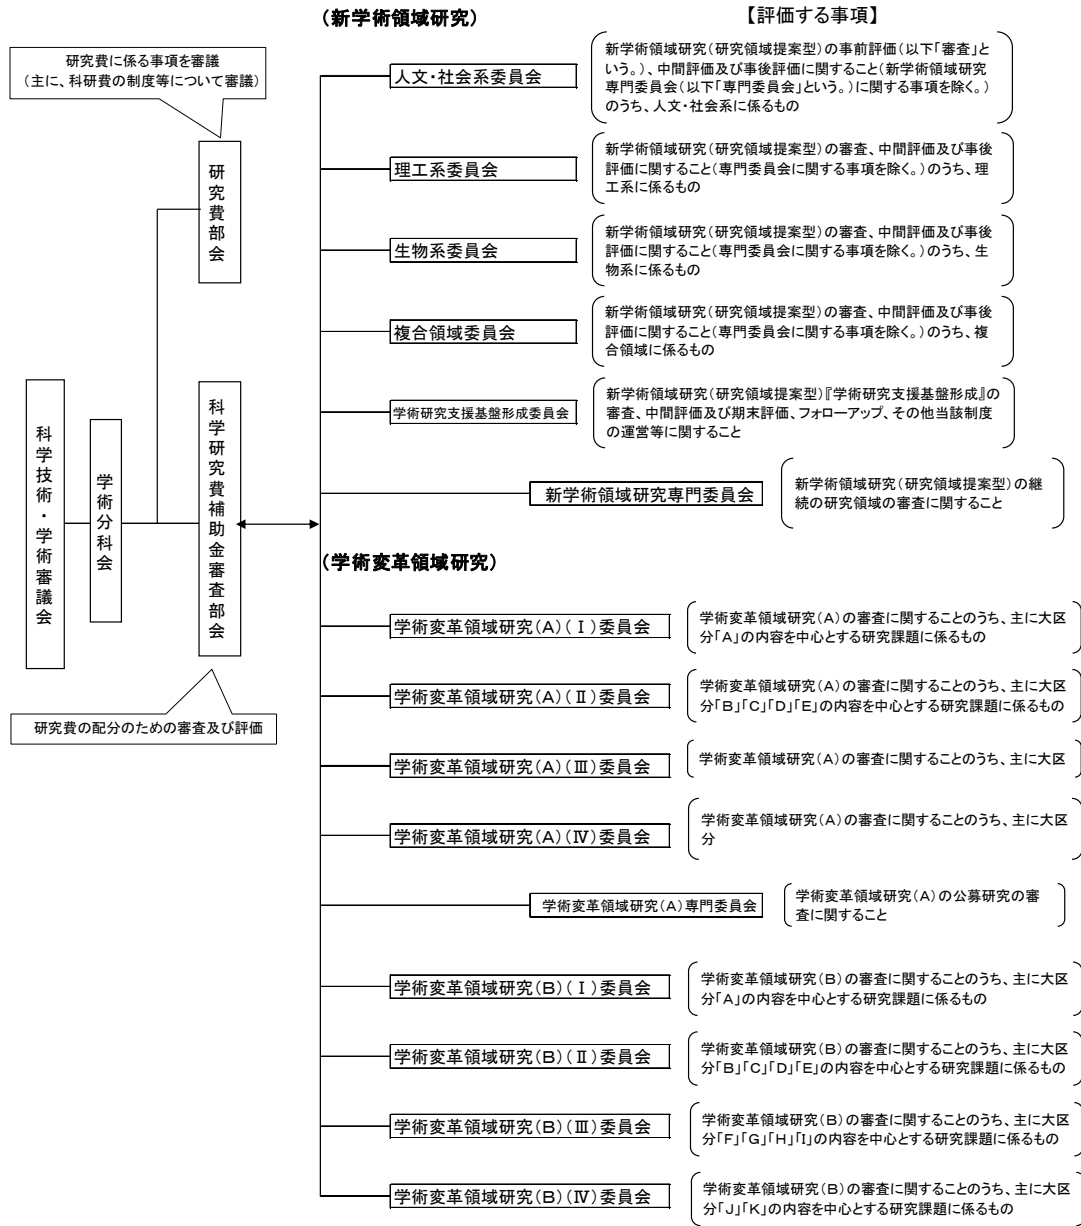 (新学術領域研究)
【評価する事項】
研究費に係る事項を審議
(主に、科研費の制度等について審議)
研究費部会
科学技術・学術審議会
学術分科会
科学研究費補助金審査部会
研究費の配分のための審査及び評価
人文・社会系委員会
新学術領域研究(研究領域提案型)の事前評価(以下「審査」と
いう。)、中間評価及び事後評価に関すること(新学術領域研究
専門委員会(以下「専門委員会」という。)に関する事項を除く。)
のうち、人文・社会系に係るもの
理工系委員会
新学術領域研究(研究領域提案型)の審査、中間評価及び事後
評価に関すること(専門委員会に関する事項を除く。)のうち、理
工系に係るもの
生物系委員会
新学術領域研究(研究領域提案型)の審査、中間評価及び事後
評価に関すること(専門委員会に関する事項を除く。)のうち、生
物系に係るもの
複合領域委員会
新学術領域研究(研究領域提案型)の審査、中間評価及び事後
評価に関すること(専門委員会に関する事項を除く。)のうち、複
合領域に係るもの
学術研究支援基盤形成委員会
新学術領域研究(研究領域提案型)『学術研究支援基盤形成』の
審査、中間評価及び期末評価、フォローアップ、その他当該制度
の運営等に関すること
新学術領域研究専門委員会
新学術領域研究(研究領域提案型)の継
続の研究領域の審査に関すること
(学術変革領域研究)
学術変革領域研究(A)(Ⅰ)委員会
学術変革領域研究(A)の審査に関することのうち、主に大区
分「A」の内容を中心とする研究課題に係るもの
学術変革領域研究(A)(Ⅱ)委員会
学術変革領域研究(A)の審査に関することのうち、主に大区
分「B」「C」「D」「E」の内容を中心とする研究課題に係るもの
学術変革領域研究(A)(Ⅲ)委員会
学術変革領域研究(A)の審査に関することのうち、主に大区
学術変革領域研究(A)(Ⅳ)委員会
学術変革領域研究(A)の審査に関することのうち、主に大区
分
学術変革領域研究(A)専門委員会
学術変革領域研究(A)の公募研究の審
査に関すること
学術変革領域研究(B)(Ⅰ)委員会
学術変革領域研究(B)の審査に関することのうち、主に大区
分「A」の内容を中心とする研究課題に係るもの
学術変革領域研究(B)(Ⅱ)委員会
学術変革領域研究(B)の審査に関することのうち、主に大区
分「B」「C」「D」「E」の内容を中心とする研究課題に係るもの
学術変革領域研究(B)(Ⅲ)委員会
学術変革領域研究(B)の審査に関することのうち、主に大区
分「F」「G」「H」「I」の内容を中心とする研究課題に係るもの
学術変革領域研究(B)(Ⅳ)委員会
学術変革領域研究(B)の審査に関することのうち、主に大区
分「J」「K」の内容を中心とする研究課題に係るもの